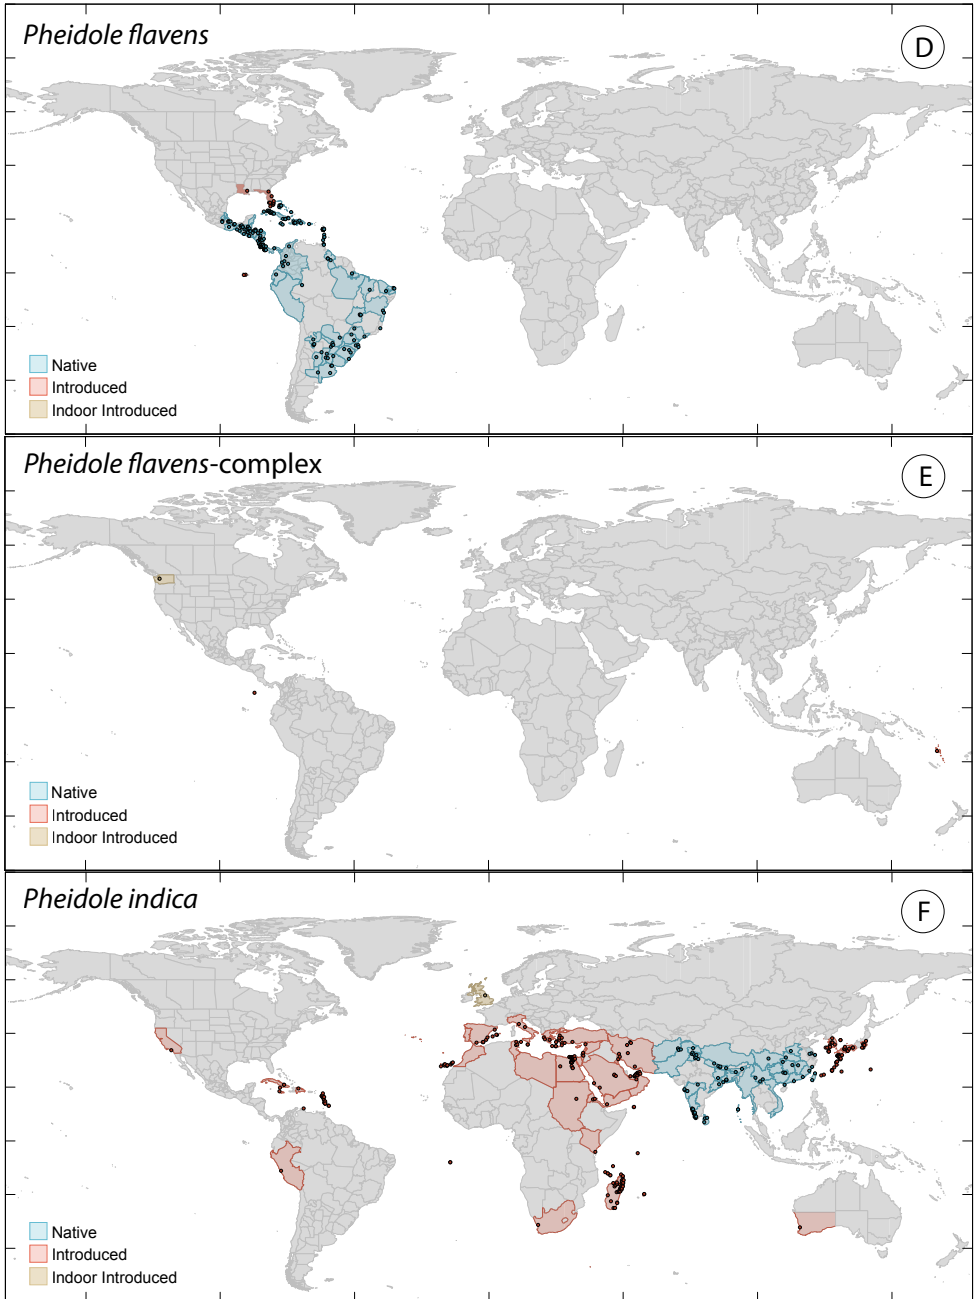 Pheidole flavens
D
Native
Introduced
Indoor Introduced
Pheidole flavens-complex
E
Native
Introduced
Indoor Introduced
Pheidole indica
F
Native
Introduced
Indoor Introduced